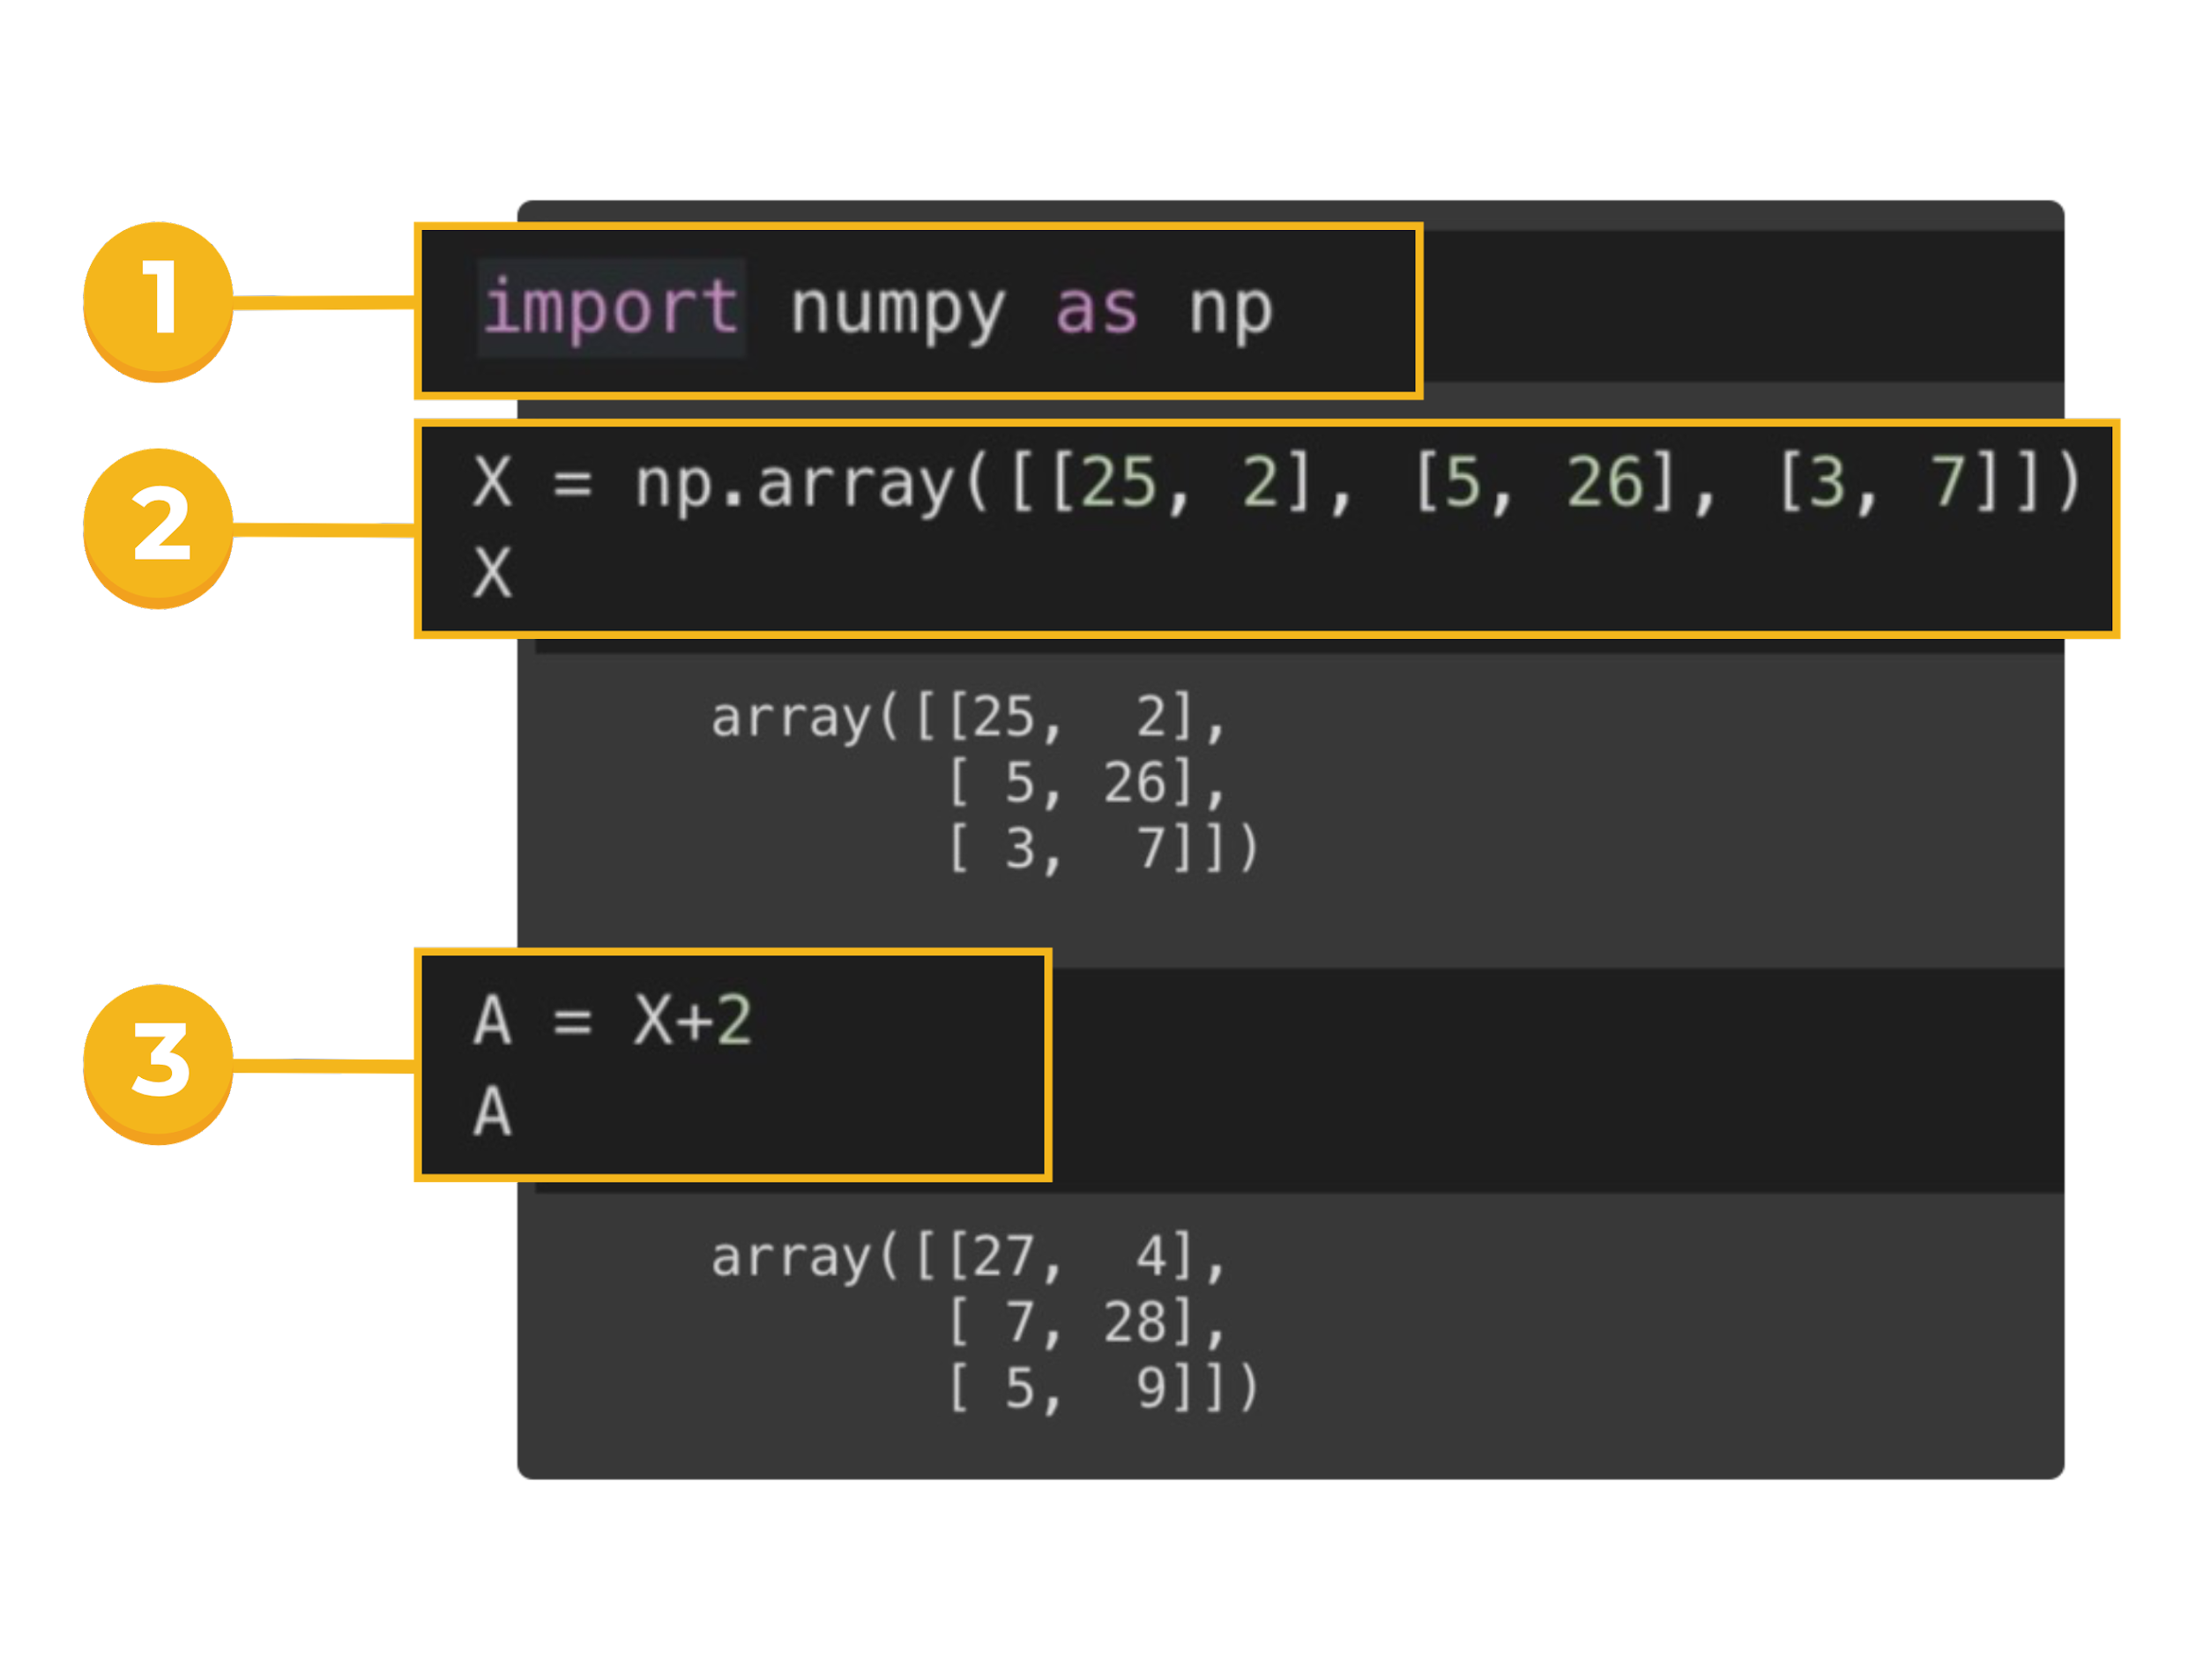 1
import numpy as np
2
X = np.array([[25, 2], [5, 26], [3, 7]])
X
array([[25,  2],
       [ 5, 26],
       [ 3,  7]])
3
A = X+2
A
array([[27,  4],
       [ 7, 28],
       [ 5,  9]])